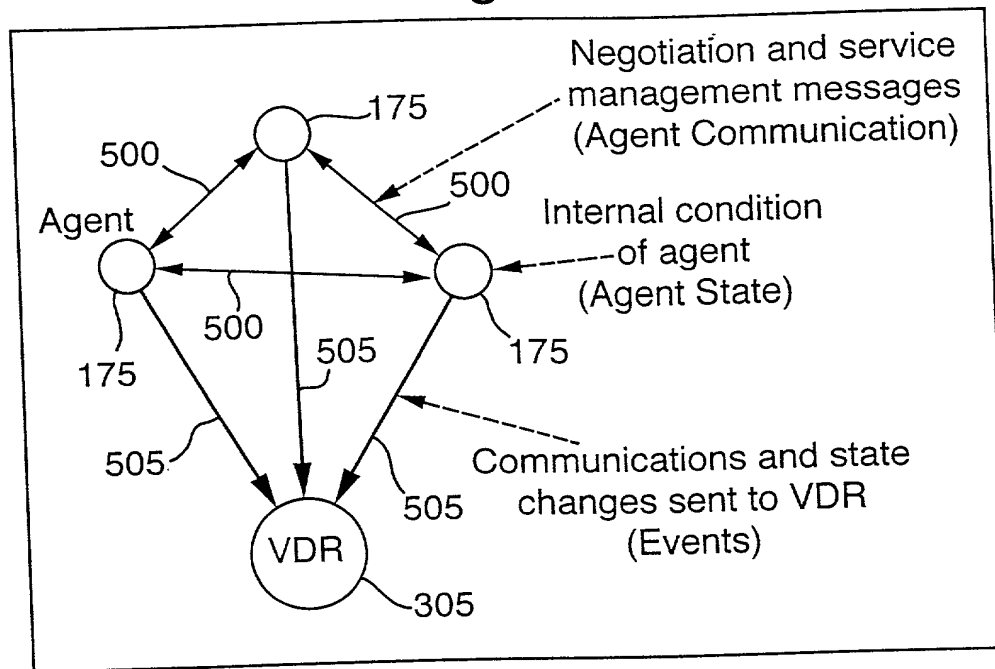 Negotiation and service
management messages
(Agent Communication)
175
500
500
Agent
Internal condition
of agent
(Agent State)
500
175
505
175
505
Communications and state
changes sent to VDR
(Events)
505
VDR
305